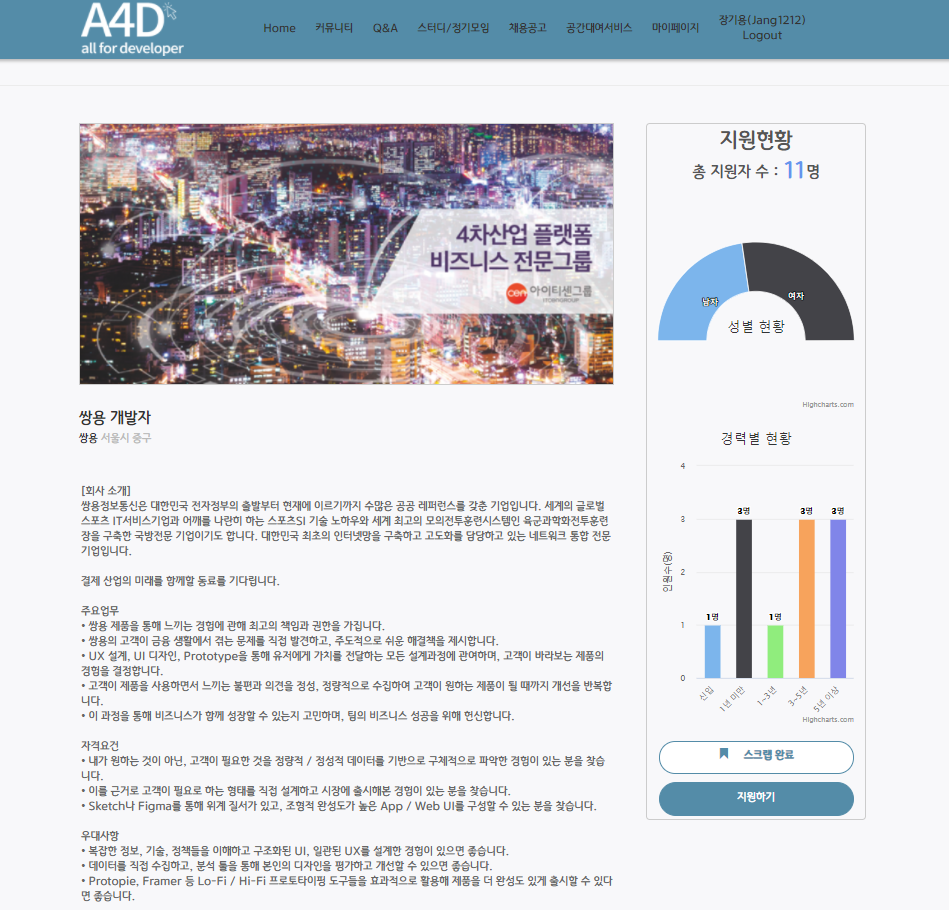 A4D
all for developer
Home 커뮤니티 Q&A 스터디/정기모임 채용공고 공간대여서비스 마이페이지 장기용(Jang1212)
Logout
4차산업 플랫폼
비즈니스 전문그룹
cen 아이티센그룹
쌍용 개발자
쌍용 서울시 중구
[회사 소개]
쌍용정보통신은 대한민국 전자정부의 출발부터 현재에 이르기까지 수많은 공공 레퍼런스를 갖춘 기업입니다. 세계의 글로벌
스포츠 IT서비스기업과 어깨를 나란히 하는 스포츠SI 기술 노하우와 세계 최고의 모의전투훈련시스템인 육군과학화전투훈련
장을 구축한 국방전문 기업이기도 합니다. 대한민국 최초의 인터넷망을 구축하고 고도화를 담당하고 있는 네트워크 통합 전문
기업입니다.
결제 산업의 미래를 함께할 동료를 기다립니다.
주요업무
• 쌍용 제품을 통해 느끼는 경험에 관해 최고의 책임과 권한을 가집니다.
• 쌍용의 고객이 금융 생활에서 겪는 문제를 직접 발견하고, 주도적으로 쉬운 해결책을 제시합니다.
• UX 설계, UI 디자인, Prototype을 통해 유저에게 가치를 전달하는 모든 설계과정에 관여하며, 고객이 바라보는 제품의
경험을 결정합니다.
• 고객이 제품을 사용하면서 느끼는 불편과 의견을 정성, 정량적으로 수집하여 고객이 원하는 제품이 될 때까지 개선을 반복합
니다.
• 이 과정을 통해 비즈니스가 함께 성장할 수 있는지 고민하며, 팀의 비즈니스 성공을 위해 헌신합니다.
자격요건
• 내가 원하는 것이 아닌, 고객이 필요한 것을 정량적 / 정성적 데이터를 기반으로 구체적으로 파악한 경험이 있는 분을 찾습
니다.
• 이를 근거로 고객이 필요로 하는 형태를 직접 설계하고 시장에 출시해본 경험이 있는 분을 찾습니다.
• Sketch나 Figma를 통해 위계 질서가 있고, 조형적 완성도가 높은 App / Web UI를 구성할 수 있는 분을 찾습니다.
우대사항
• 복잡한 정보, 기술, 정책들을 이해하고 구조화된 UI, 일관된 UX를 설계한 경험이 있으면 좋습니다.
• 데이터를 직접 수집하고, 분석 툴을 통해 본인의 디자인을 평가하고 개선할 수 있으면 좋습니다.
• Protopie, Framer 등 Lo-Fi / Hi-Fi 프로토타이핑 도구들을 효과적으로 활용해 제품을 더 완성도 있게 출시할 수 있다
면 좋습니다.
지원현황
총 지원자 수 : 11명
남자
여자
성별 현황
Highcharts.com
경력별 현황
인원수(명)
4
3
2
1
0
1명
3명
1명
3명
3명
신입
1년 미만
1~3년
3~5년
5년 이상
Highcharts.com
스크랩 완료
지원하기